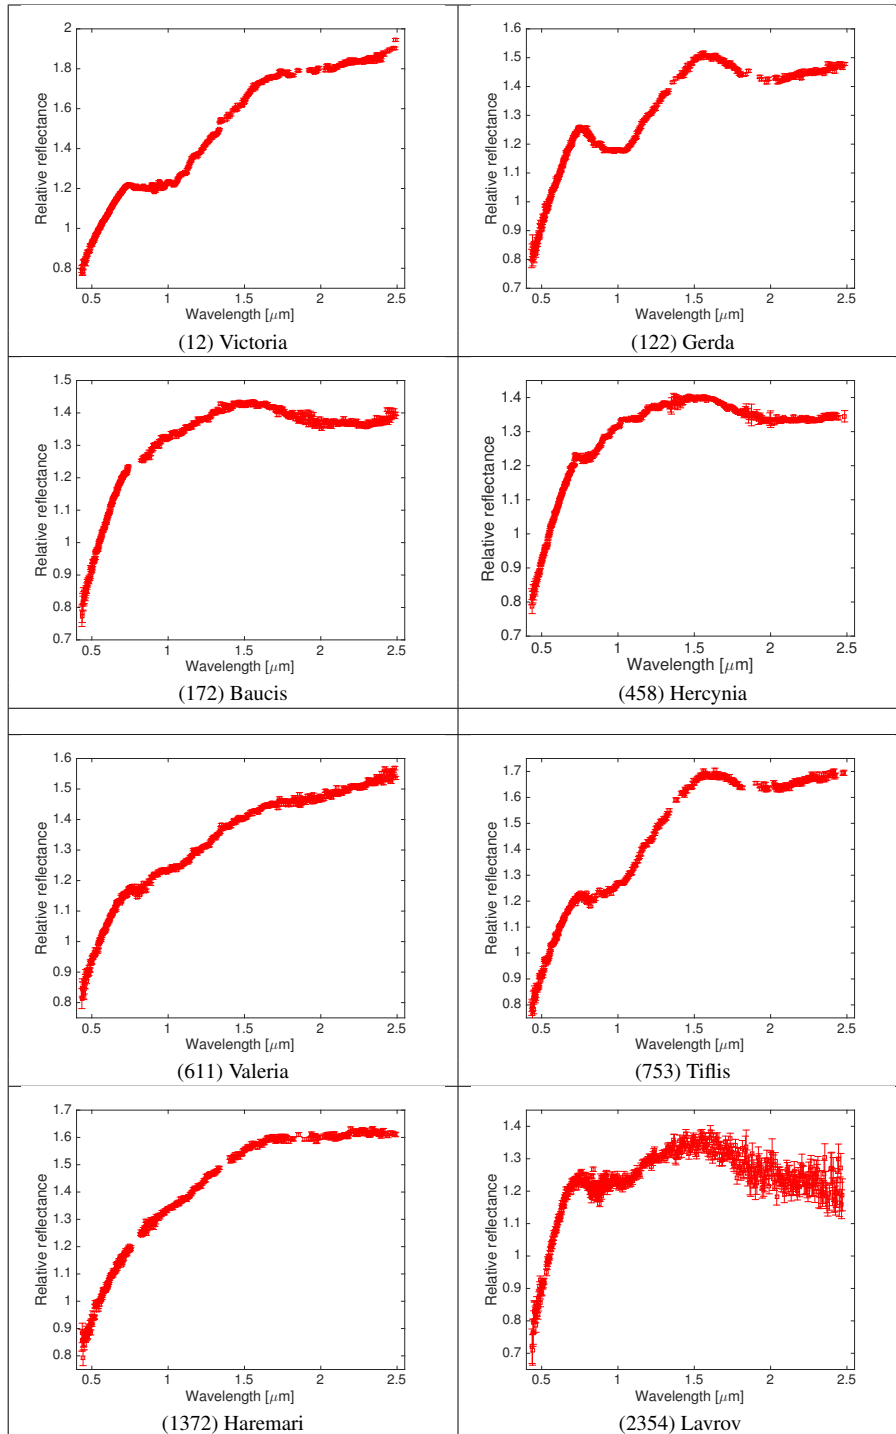 2
1.8
1.6
1.4
1.2
1
0.8
Relative reflectance
0.5 1 1.5 2 2.5
Wavelength [μm]
(12) Victoria
1.6
1.5
1.4
1.3
1.2
1.1
1
0.9
0.8
0.7
0.6
Relative reflectance
0.5 1 1.5 2 2.5
Wavelength [μm]
(122) Gerda
1.5
1.4
1.3
1.2
1.1
1
0.9
0.8
0.7
Relative reflectance
0.5 1 1.5 2 2.5
Wavelength [μm]
(172) Baucis
1.4
1.3
1.2
1.1
1
0.9
0.8
0.7
0.6
Relative reflectance
0.5 1 1.5 2 2.5
Wavelength [μm]
(458) Hercynia
1.6
1.5
1.4
1.3
1.2
1.1
1
0.9
0.8
Relative reflectance
0.5 1 1.5 2 2.5
Wavelength [μm]
(611) Valeria
1.7
1.6
1.5
1.4
1.3
1.2
1.1
1
0.9
0.8
Relative reflectance
0.5 1 1.5 2 2.5
Wavelength [μm]
(753) Tiflis
1.7
1.6
1.5
1.4
1.3
1.2
1.1
1
0.9
0.8
Relative reflectance
0.5 1 1.5 2 2.5
Wavelength [μm]
(1372) Haremari
1.4
1.3
1.2
1.1
1
0.9
0.8
0.7
Relative reflectance
0.5 1 1.5 2 2.5
Wavelength [μm]
(2354) Lavrov